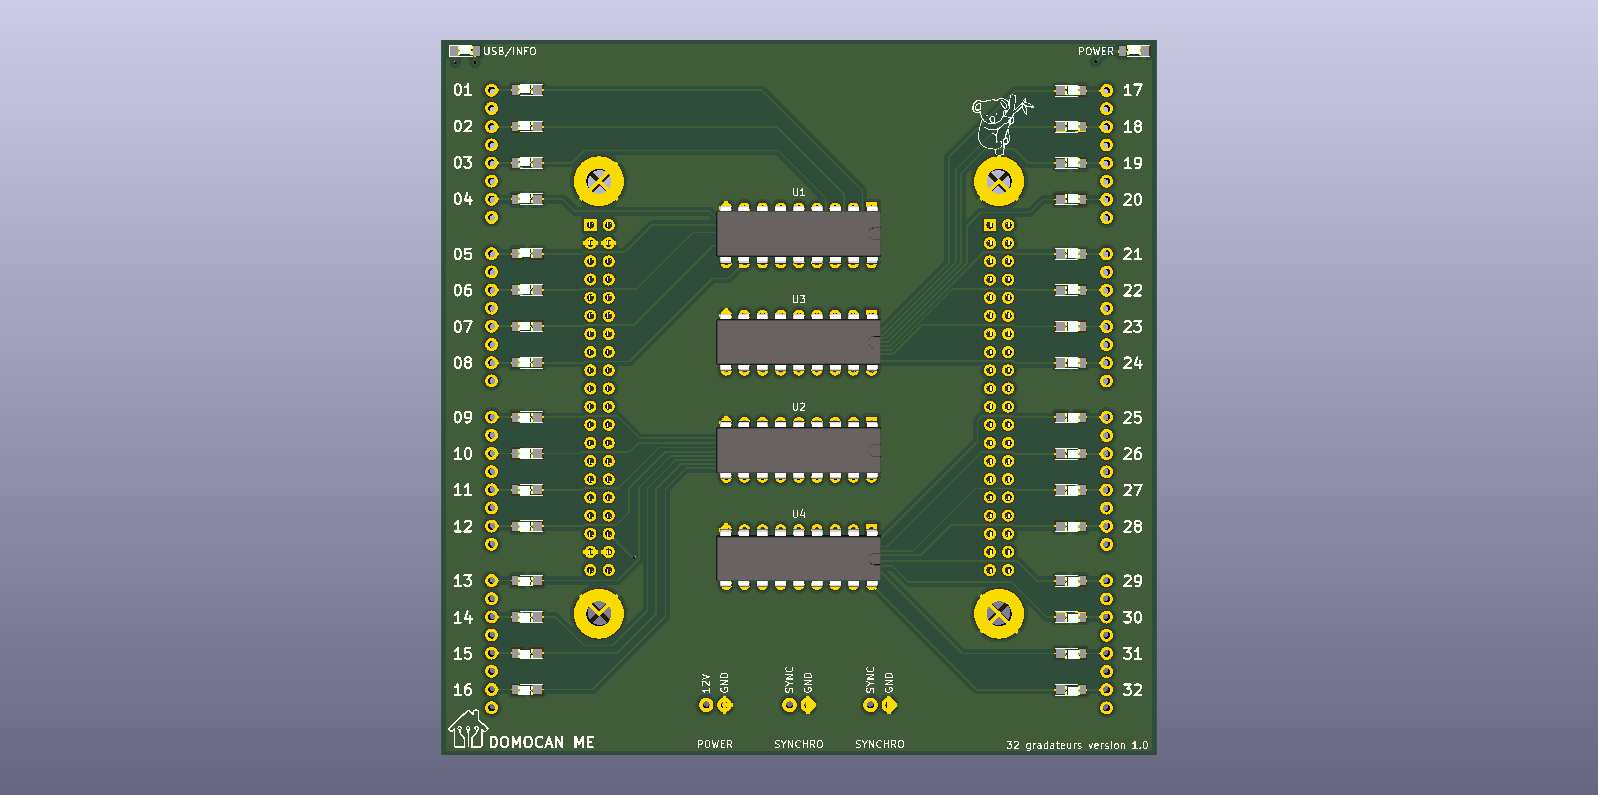 USB/INFO
POWER
01
02
03
04
05
06
07
08
09
10
11
12
13
14
15
16
17
18
19
20
21
22
23
24
25
26
27
28
29
30
31
32
U1
U3
U2
U4
12V
GND
SYNC
GND
SYNC
GND
POWER
SYNCHRO
SYNCHRO
DOMOCAN ME
32 gradateurs version 1.0